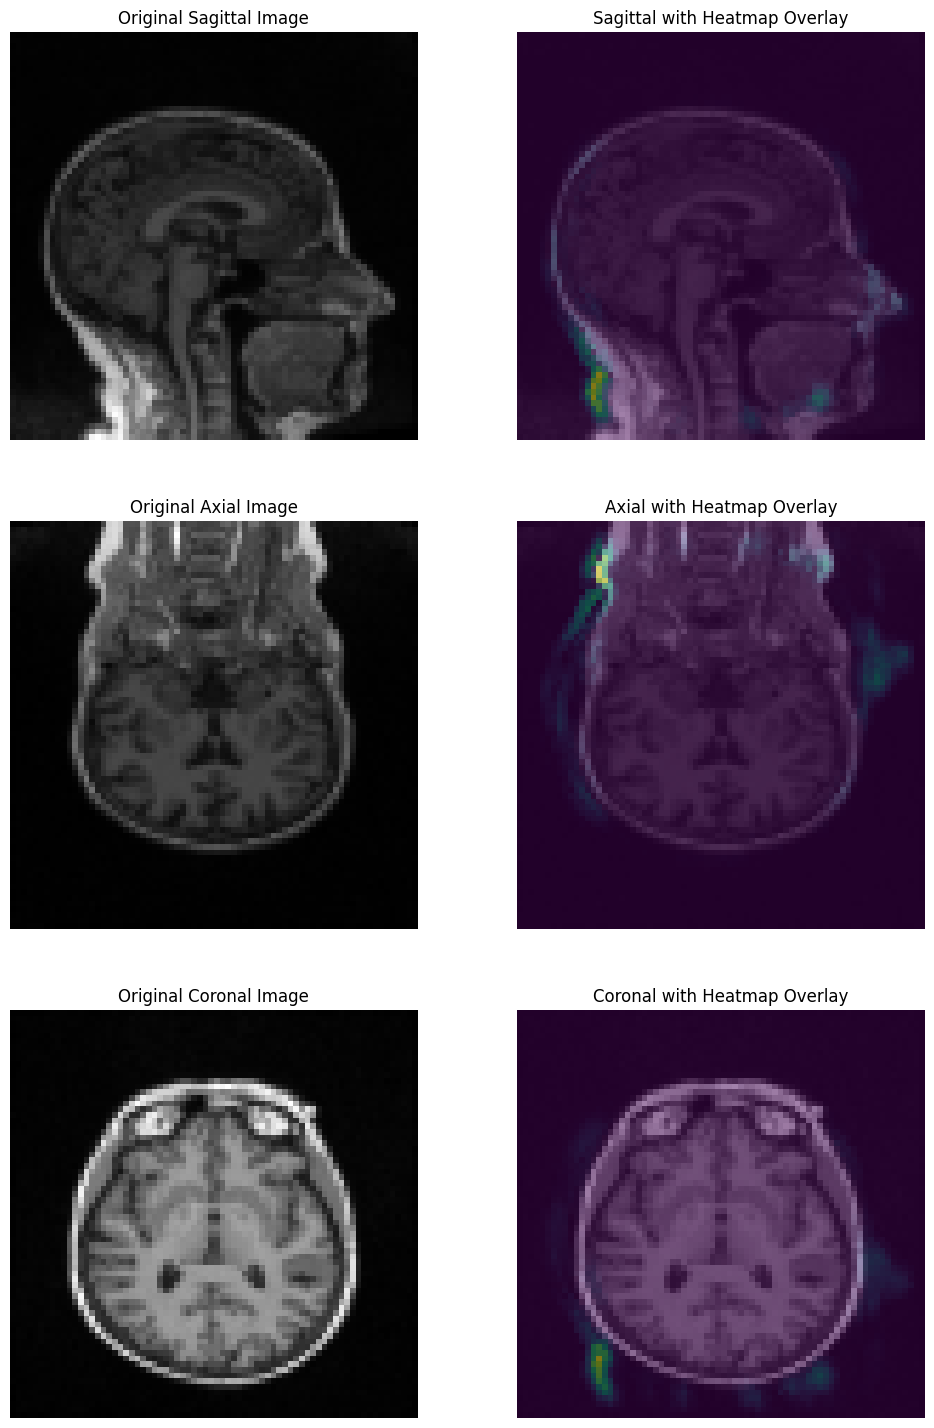 Original Sagittal Image
Sagittal with Heatmap Overlay
Original Axial Image
Axial with Heatmap Overlay
Original Coronal Image
Coronal with Heatmap Overlay